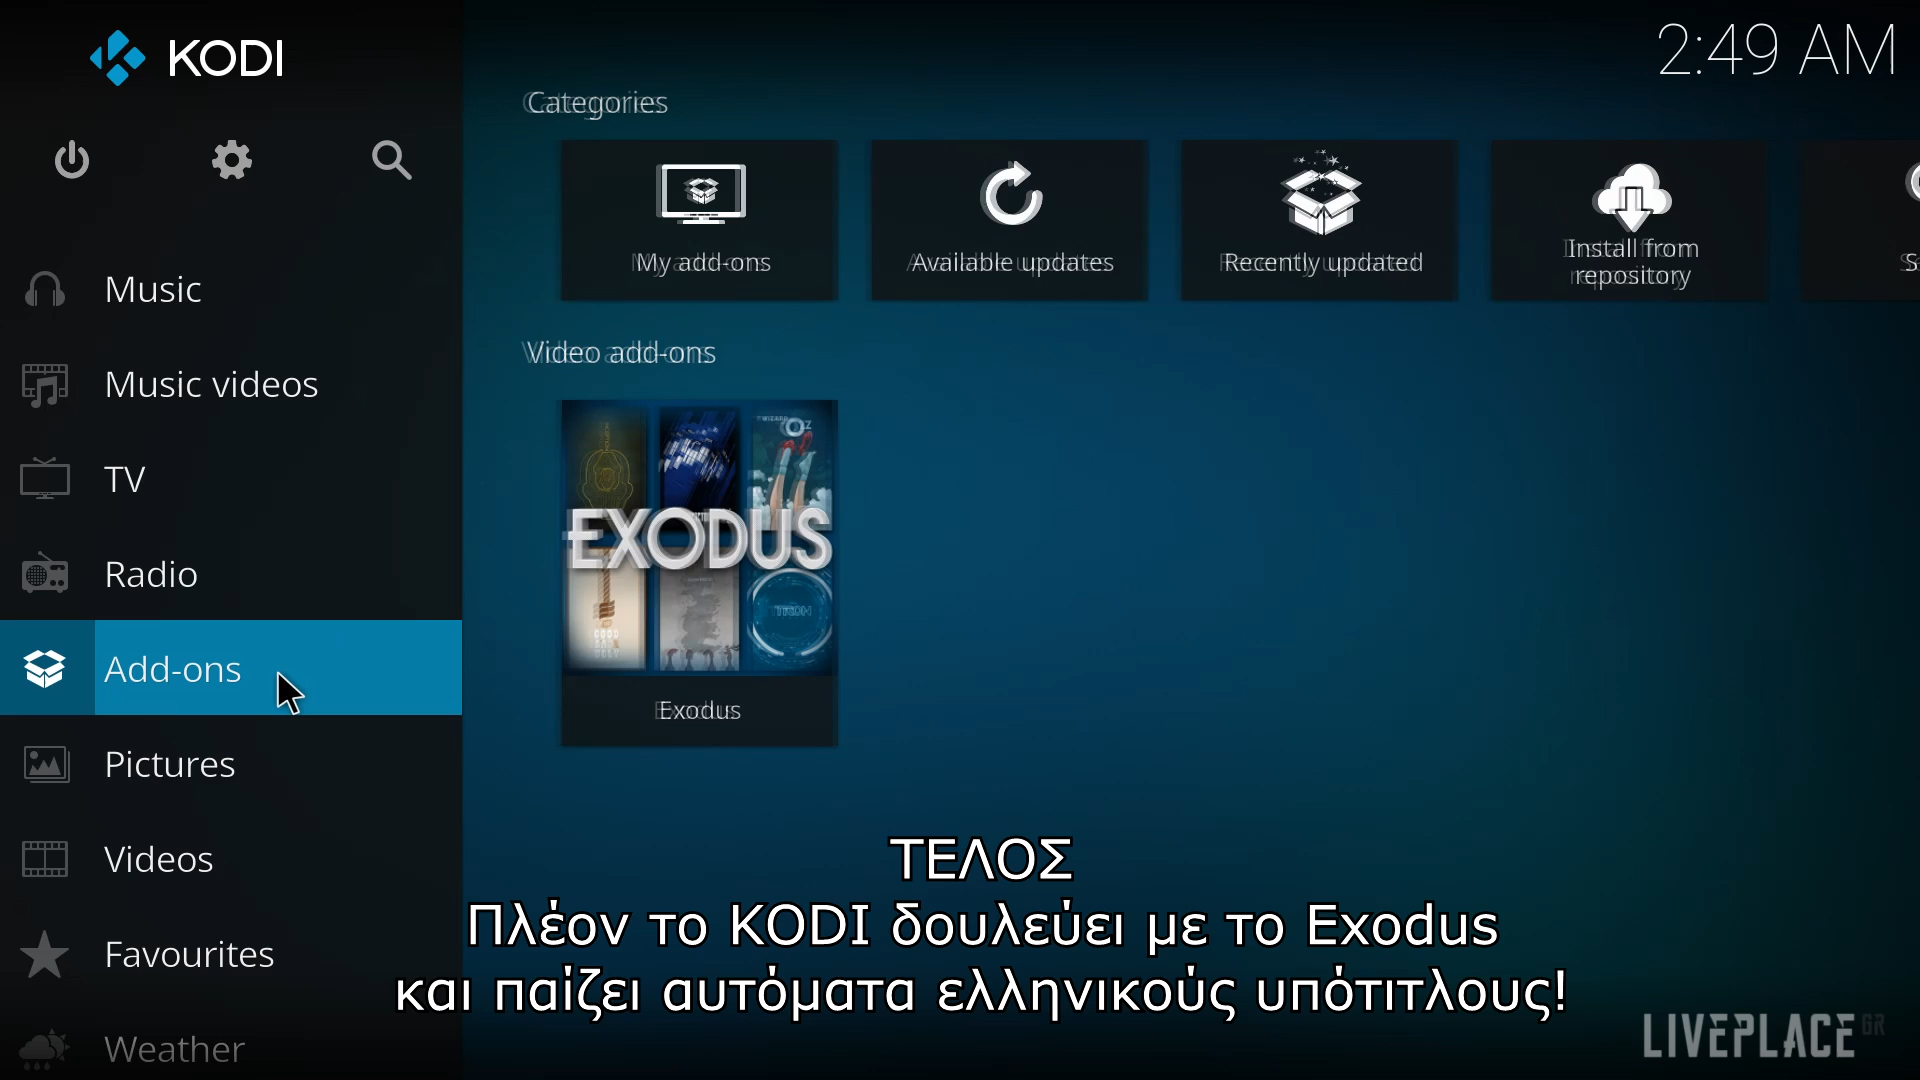 KODI
2:49 AM
Categories
My add-ons
Available updates
Recently updated
Install from
repository
Music
Music videos
TV
Radio
Add-ons
Pictures
Videos
Favourites
Weather
Video add-ons
EXODUS
TRON
Exodus
ΤΕΛΟΣ
Πλέον το KODI δουλεύει με το Exodus
και παίζει αυτόματα ελληνικούς υπότιτλους!
LIVEPLACE GR